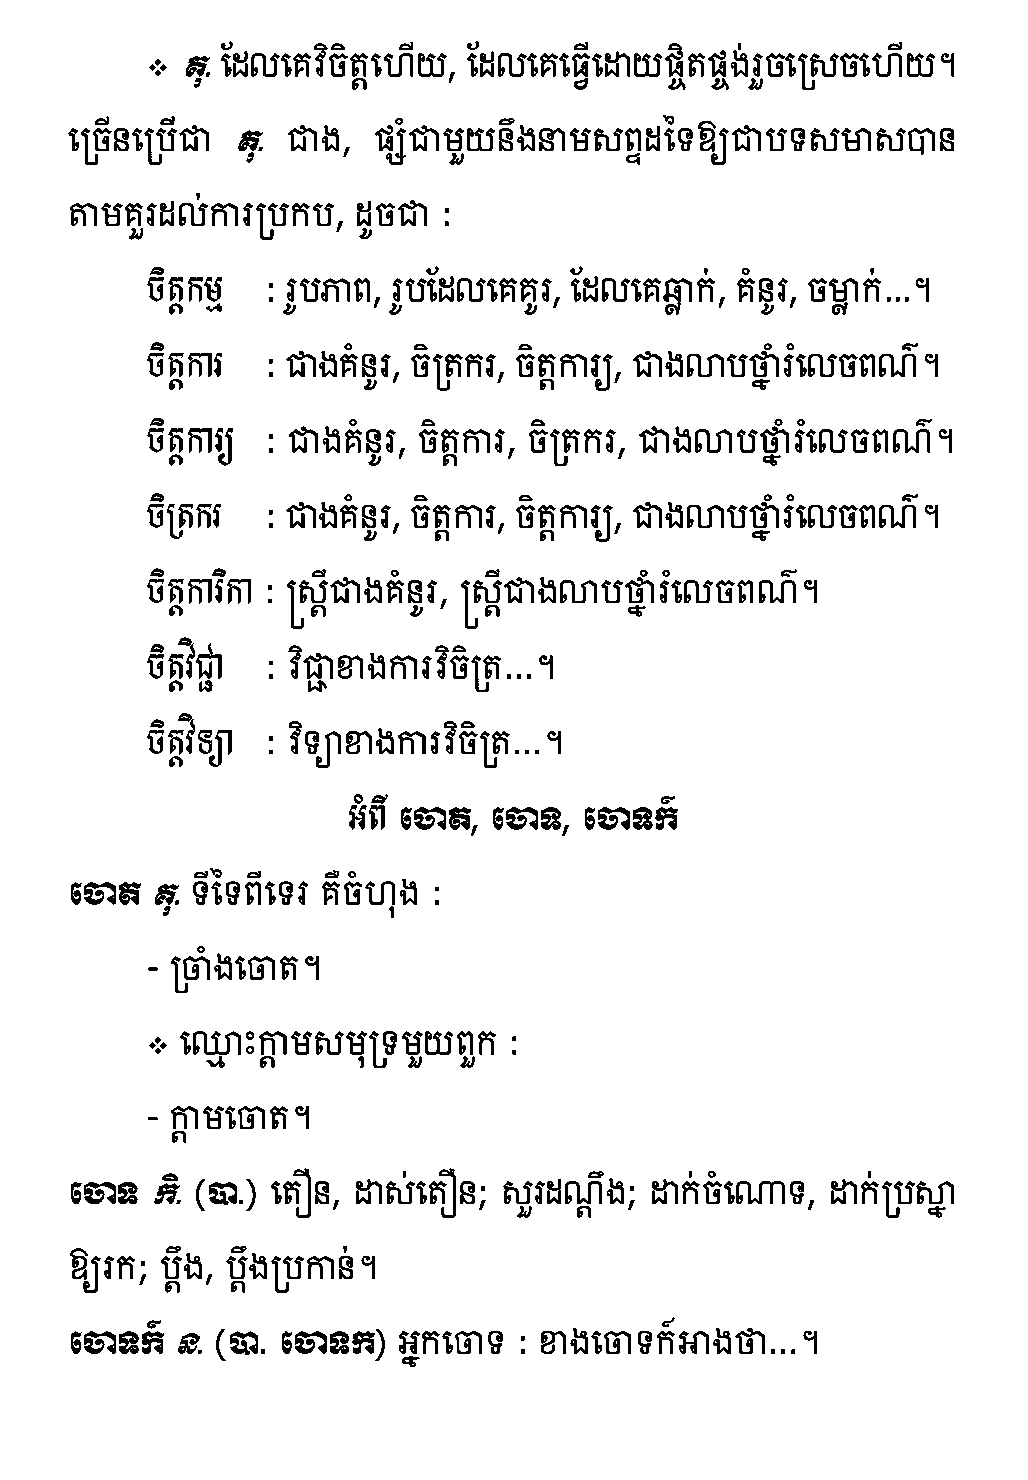 ❖ គុ. ដែលគេវិចិត្តហើយ, ដែលគេធ្វើដោយផ្ចិតផ្ចង់រួចស្រេចហើយ។
ច្រើនប្រើជា គុ. ជាង, ផ្សំជាមួយនឹងនាមសព្ទដទៃឱ្យជាបទសមាសបាន
តាមគួរដល់ការប្រកប, ដូចជា :
ចិត្តកម្ម : រូបភាព, រូបដែលគេគូរ, ដែលគេឆ្លាក់, គំនូរ, ចម្លាក់...។
ចិត្តការ : ជាងគំនូរ, ចិត្រករ, ចិត្តការ្យ, ជាងលាបថ្នាំរំលេចពណ៌។
ចិត្តការ្យ : ជាងគំនូរ, ចិត្តការ, ចិត្រករ, ជាងលាបថ្នាំរំលេចពណ៌។
ចិត្រករ : ជាងគំនូរ, ចិត្តការ, ចិត្តការ្យ, ជាងលាបថ្នាំរំលេចពណ៌។
ចិត្តការិកា : ស្ត្រីជាងគំនូរ, ស្ត្រីជាងលាបថ្នាំរំលេចពណ៌។
ចិត្តវិជ្ជា : វិជ្ជាខាងការវិចិត្រ...។
ចិត្តវិទ្យា : វិទ្យាខាងការវិចិត្រ...។
អំពី ចោត, ចោទ, ចោទក៍
ចោត គុ. ទីទៃពីទេរ គឺចំហុង :
- ច្រាំងចោត។
❖ ឈ្មោះក្តាមសមុទ្រមួយពួក :
- ក្តាមចោត។
ចោទ កិ. (បា.) តឿន, ដាស់តឿន; សួរដណ្តឹង; ដាក់ចំណោទ, ដាក់ប្រស្នា
ឱ្យរក; ប្តឹង, ប្តឹងប្រកាន់។
ចោទក៍ ន. (បា. ចោទក) អ្នកចោទ : ខាងចោទក៍អាងថា...។